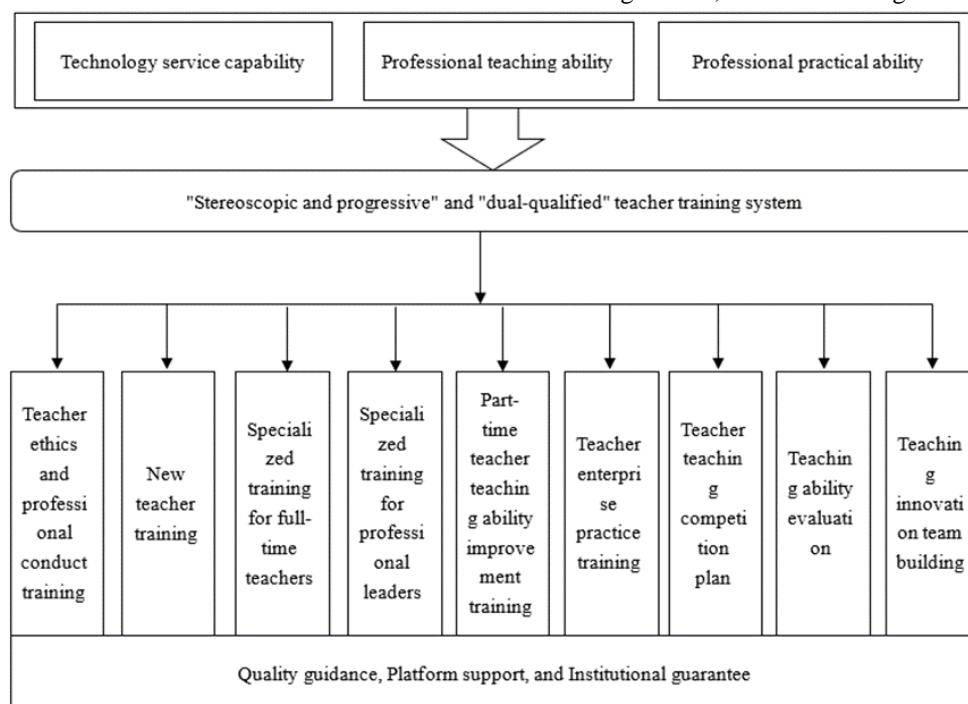 Technology service capability
Professional teaching ability
Professional practical ability
"Stereoscopic and progressive" and "dual-qualified" teacher training system
Teacher
ethics
and
professi
onal
conduct
training
New
teacher
training
Speciali
zed
training
for full-
time
teachers
Speciali
zed
training
for
professi
onal
leaders
Part-
time
teacher
teachin
g ability
improve
ment
training
Teacher
enterpri
se
practice
training
Teacher
teachin
g
competi
tion
plan
Teachin
g ability
evaluati
on
Teachin
g
innovati
on team
building
Quality guidance, Platform support, and Institutional guarantee